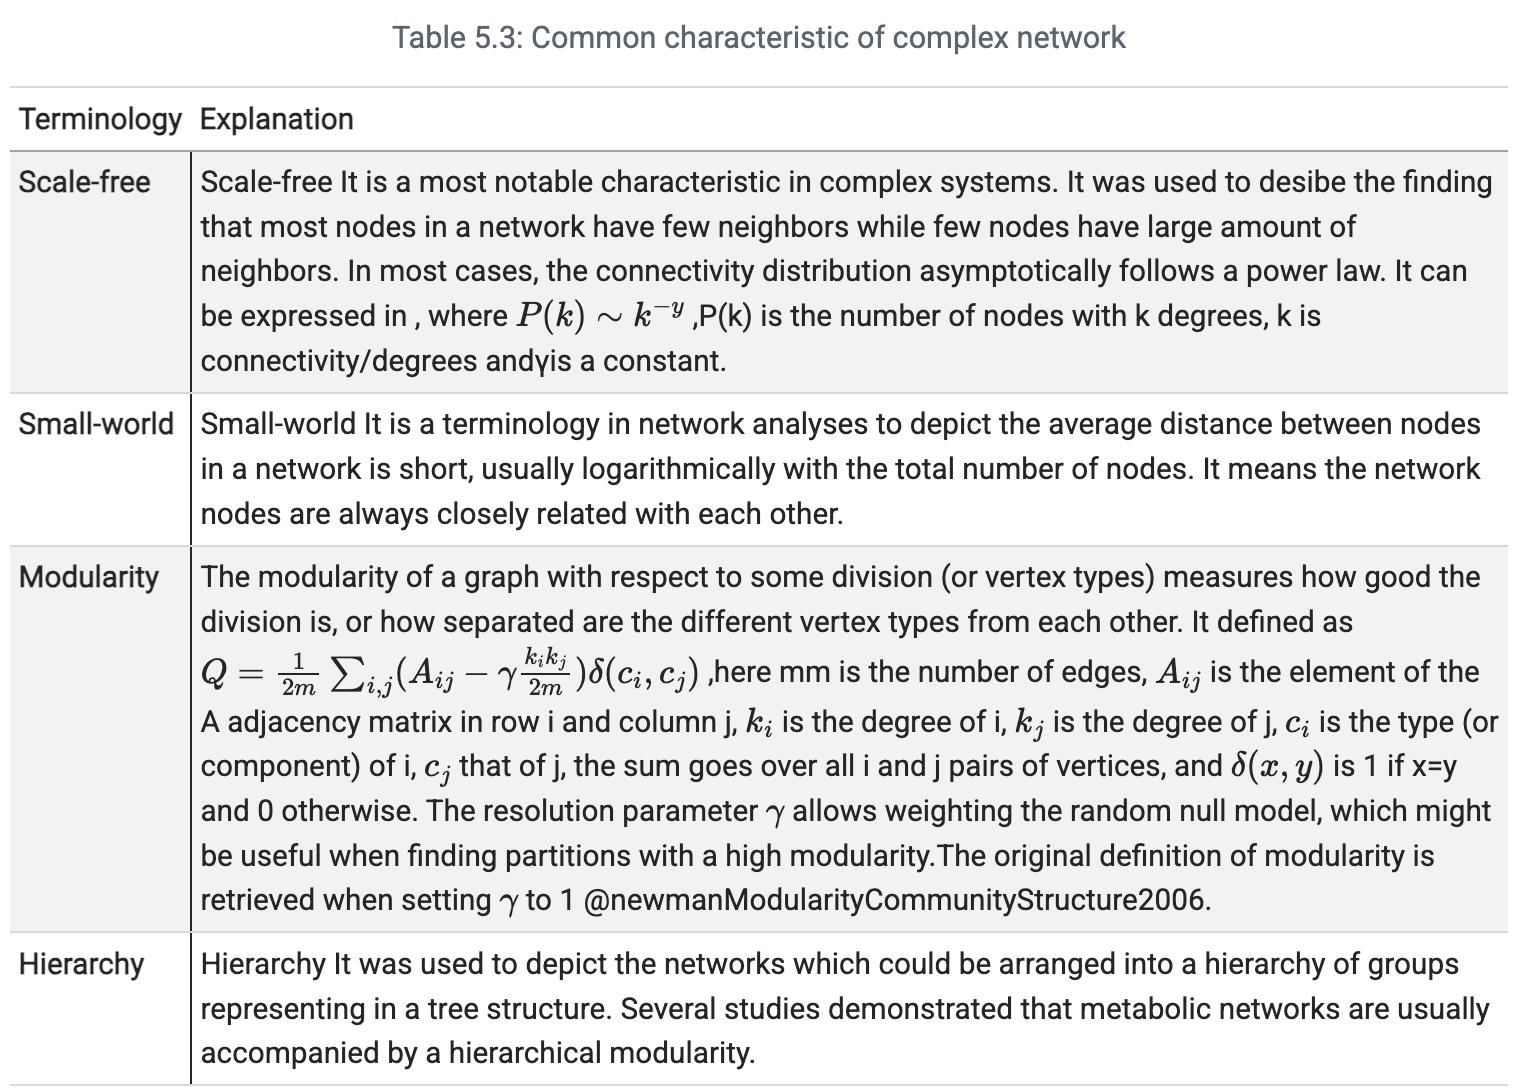 Table 5.3: Common characteristic of complex network
Terminology Explanation
Scale-free Scale-free It is a most notable characteristic in complex systems. It was used to desibe the finding
that most nodes in a network have few neighbors while few nodes have large amount of
neighbors. In most cases, the connectivity distribution asymptotically follows a power law. It can
be expressed in , where P(k) ∼ k^{−y} ,P(k) is the number of nodes with k degrees, k is
connectivity/degrees andγis a constant.
Small-world Small-world It is a terminology in network analyses to depict the average distance between nodes
in a network is short, usually logarithmically with the total number of nodes. It means the network
nodes are always closely related with each other.
Modularity The modularity of a graph with respect to some division (or vertex types) measures how good the
division is, or how separated are the different vertex types from each other. It defined as
Q = \frac{1}{2m} ∑_{i,j}(A_{ij} − γ\frac{k_i k_j}{2m})δ(c_i, c_j) ,here mm is the number of edges, A_{ij} is the element of the
A adjacency matrix in row i and column j, k_i is the degree of i, k_j is the degree of j, c_i is the type (or
component) of i, c_j that of j, the sum goes over all i and j pairs of vertices, and δ(x, y) is 1 if x=y
and 0 otherwise. The resolution parameter γ allows weighting the random null model, which might
be useful when finding partitions with a high modularity.The original definition of modularity is
retrieved when setting γ to 1 @newmanModularityCommunityStructure2006.
Hierarchy Hierarchy It was used to depict the networks which could be arranged into a hierarchy of groups
representing in a tree structure. Several studies demonstrated that metabolic networks are usually
accompanied by a hierarchical modularity.